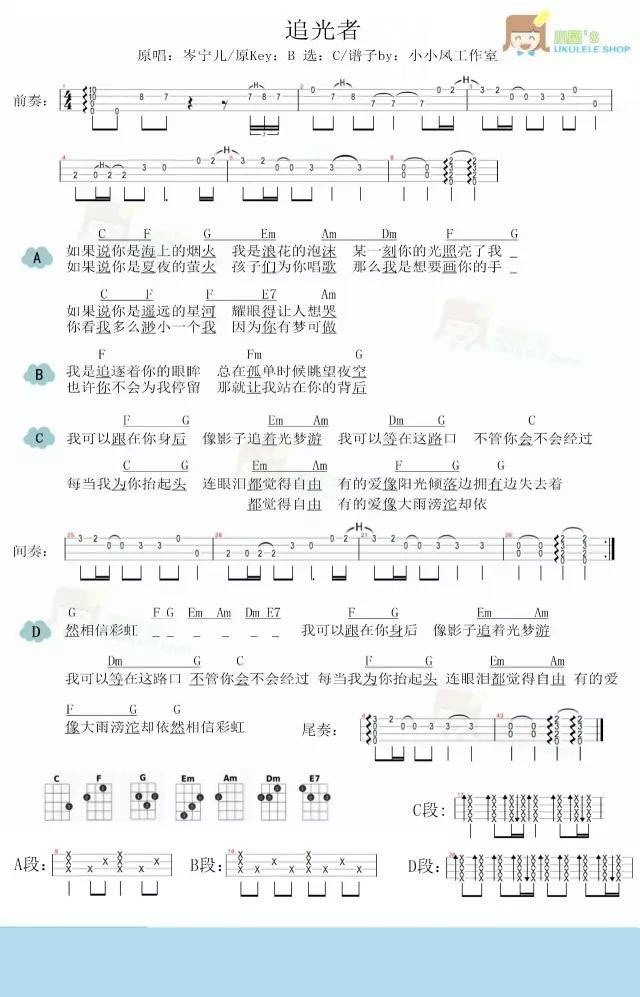 追光者
小凤'S
UKULELE SHOP
原唱：岑宁儿/原Key：B 选：C/谱子by：小小凤工作室
前奏：
C F G Em Am Dm F G
A
如果说你是海上的烟火 我是浪花的泡沫 某一刻你的光照亮了我 _
如果说你是夏夜的萤火 孩子们为你唱歌 那么我是想要画你的手 _
C F F E7 Am
如果说你是遥远的星河 耀眼得让人想哭
你看我多么渺小一个我 因为你有梦可做
F Fm G
B
我是追逐着你的眼眸 总在孤单时候眺望夜空
也许你不会为我停留 那就让我站在你的背后
F G Em Am Dm G C
C
我可以跟在你身后 像影子追着光梦游 我可以等在这路口 不管你会不会经过
C G Em Am F G
每当我为你抬起头 连眼泪都觉得自由 有的爱像阳光倾落边拥有边失去着
都觉得自由 有的爱像大雨滂沱却依
间奏：
G F G Em Am Dm E7 F G Em Am
D
然相信彩虹 _ _ _ _ _ _ 我可以跟在你身后 像影子追着光梦游
Dm G C F G Em Am
我可以等在这路口 不管你会不会经过 每当我为你抬起头 连眼泪都觉得自由 有的爱
F G G
像大雨滂沱却依然相信彩虹
尾奏：
C F G Em Am Dm E7
C段：
A段：
B段：
D段：